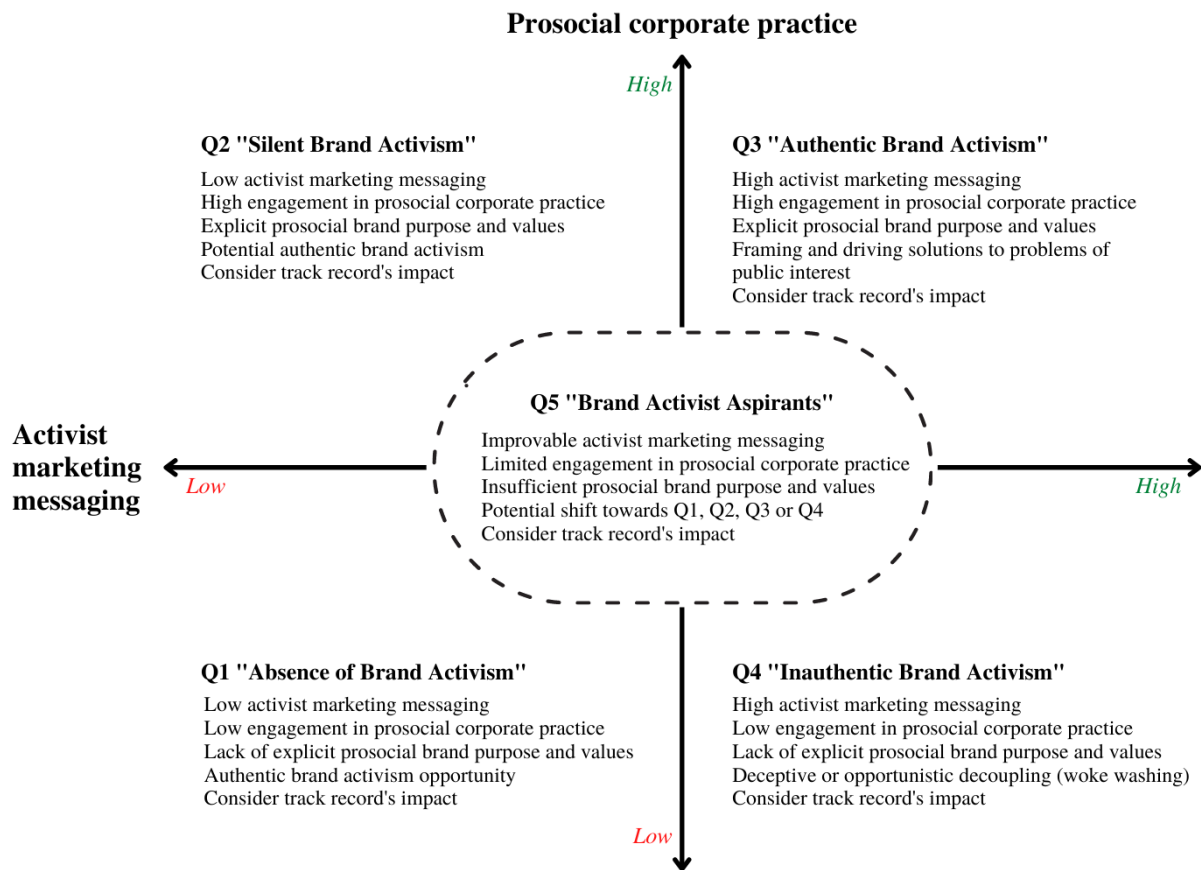 Prosocial corporate practice
High
Q2 "Silent Brand Activism"
Low activist marketing messaging
High engagement in prosocial corporate practice
Explicit prosocial brand purpose and values
Potential authentic brand activism
Consider track record's impact
Q3 "Authentic Brand Activism"
High activist marketing messaging
High engagement in prosocial corporate practice
Explicit prosocial brand purpose and values
Framing and driving solutions to problems of
public interest
Consider track record's impact
Activist
marketing
messaging
Low
Q5 "Brand Activist Aspirants"
Improvable activist marketing messaging
Limited engagement in prosocial corporate practice
Insufficient prosocial brand purpose and values
Potential shift towards Q1, Q2, Q3 or Q4
Consider track record's impact
High
Q1 "Absence of Brand Activism"
Low activist marketing messaging
Low engagement in prosocial corporate practice
Lack of explicit prosocial brand purpose and values
Authentic brand activism opportunity
Consider track record's impact
Q4 "Inauthentic Brand Activism"
High activist marketing messaging
Low engagement in prosocial corporate practice
Lack of explicit prosocial brand purpose and values
Deceptive or opportunistic decoupling (woke washing)
Consider track record's impact
Low